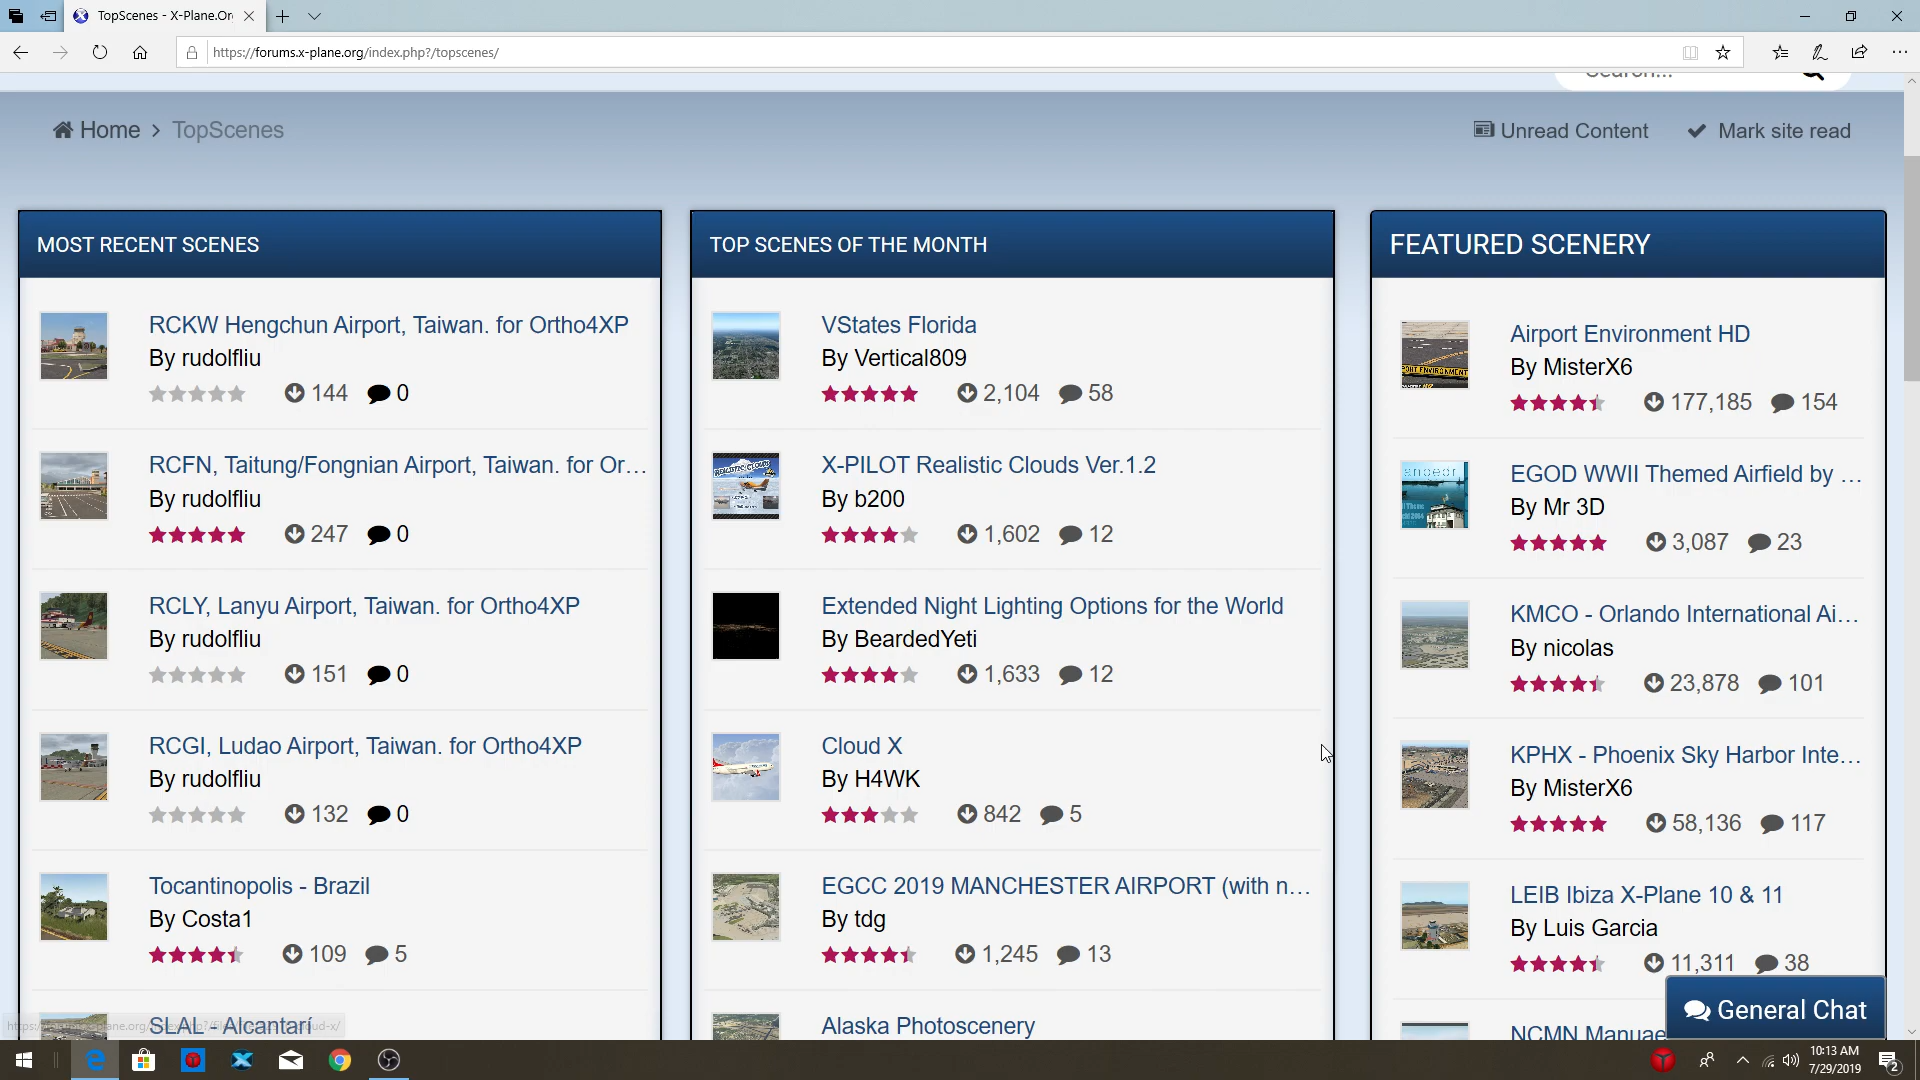 TopScenes - X-Plane.Or
https://forums.x-plane.org/index.php?/topscenes/
Search...
Home > TopScenes
Unread Content
Mark site read
MOST RECENT SCENES
RCKW Hengchun Airport, Taiwan. for Ortho4XP
By rudolfliu
144 0
RCFN, Taitung/Fongnian Airport, Taiwan. for Or...
By rudolfliu
247 0
RCLY, Lanyu Airport, Taiwan. for Ortho4XP
By rudolfliu
151 0
RCGI, Ludao Airport, Taiwan. for Ortho4XP
By rudolfliu
132 0
Tocantinopolis - Brazil
By Costa1
109 5
SLAL - Alcantarí
TOP SCENES OF THE MONTH
VStates Florida
By Vertical809
2,104 58
X-PILOT Realistic Clouds Ver.1.2
By b200
1,602 12
Extended Night Lighting Options for the World
By BeardedYeti
1,633 12
Cloud X
By H4WK
842 5
EGCC 2019 MANCHESTER AIRPORT (with n...
By tdg
1,245 13
Alaska Photoscenery
FEATURED SCENERY
Airport Environment HD
By MisterX6
177,185 154
EGOD WWII Themed Airfield by ...
By Mr 3D
3,087 23
KMCO - Orlando International Ai...
By nicolas
23,878 101
KPHX - Phoenix Sky Harbor Inte...
By MisterX6
58,136 117
LEIB Ibiza X-Plane 10 & 11
By Luis Garcia
11,311 38
NCMN Manuae
General Chat
10:13 AM
7/29/2019
2